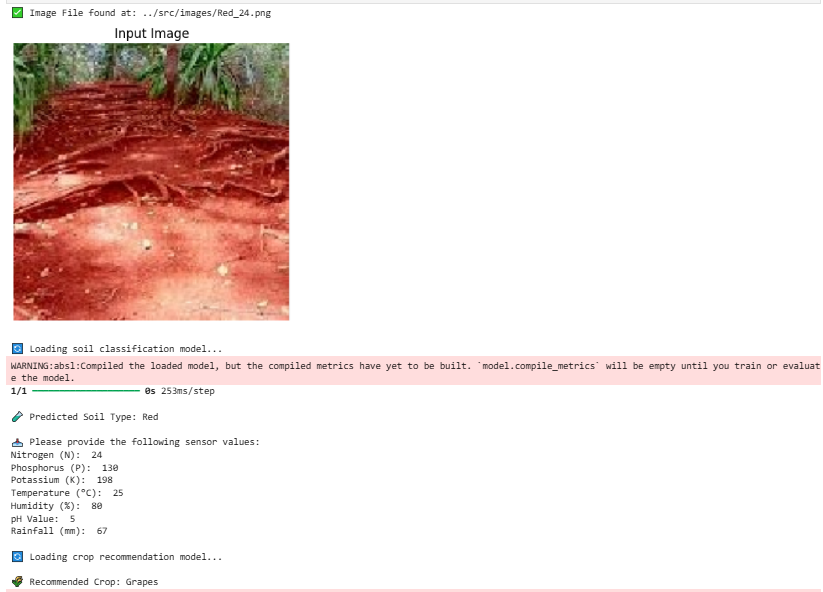 ✅ Image File found at: ../src/images/Red_24.png
Input Image
🔄 Loading soil classification model...
WARNING:absl:Compiled the loaded model, but the compiled metrics have yet to be built. `model.compile_metrics` will be empty until you train or evaluat
e the model.
1/1 ━━━━━━━━━━━━━━━━━━━━ 0s 253ms/step
🧪 Predicted Soil Type: Red
📥 Please provide the following sensor values:
Nitrogen (N):  24
Phosphorus (P):  130
Potassium (K):  198
Temperature (°C):  25
Humidity (%):  80
pH Value:  5
Rainfall (mm):  67
🔄 Loading crop recommendation model...
🌾 Recommended Crop: Grapes